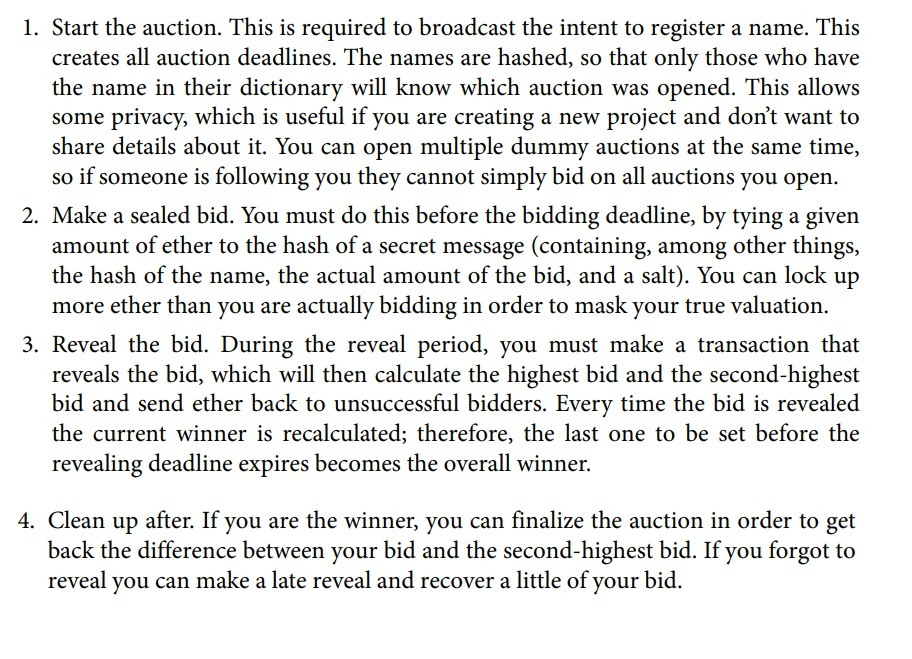 1. Start the auction. This is required to broadcast the intent to register a name. This
creates all auction deadlines. The names are hashed, so that only those who have
the name in their dictionary will know which auction was opened. This allows
some privacy, which is useful if you are creating a new project and don’t want to
share details about it. You can open multiple dummy auctions at the same time,
so if someone is following you they cannot simply bid on all auctions you open.
2. Make a sealed bid. You must do this before the bidding deadline, by tying a given
amount of ether to the hash of a secret message (containing, among other things,
the hash of the name, the actual amount of the bid, and a salt). You can lock up
more ether than you are actually bidding in order to mask your true valuation.
3. Reveal the bid. During the reveal period, you must make a transaction that
reveals the bid, which will then calculate the highest bid and the second-highest
bid and send ether back to unsuccessful bidders. Every time the bid is revealed
the current winner is recalculated; therefore, the last one to be set before the
revealing deadline expires becomes the overall winner.
4. Clean up after. If you are the winner, you can finalize the auction in order to get
back the difference between your bid and the second-highest bid. If you forgot to
reveal you can make a late reveal and recover a little of your bid.